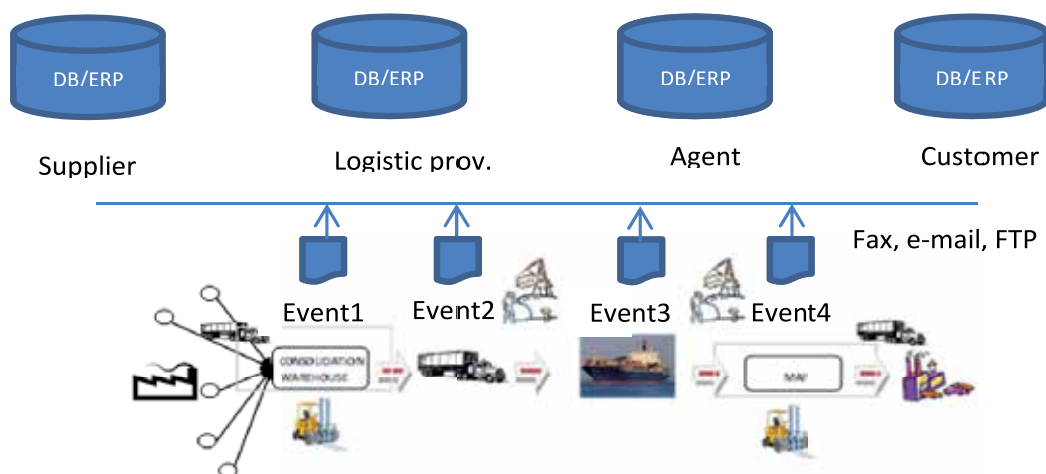 DB/ERP
DB/ERP
DB/ERP
DB/ERP
Supplier
Logistic prov.
Agent
Customer
Fax, e-mail, FTP
Event1
Event2
Event3
Event4
CONSOLIDATION
WAREHOUSE